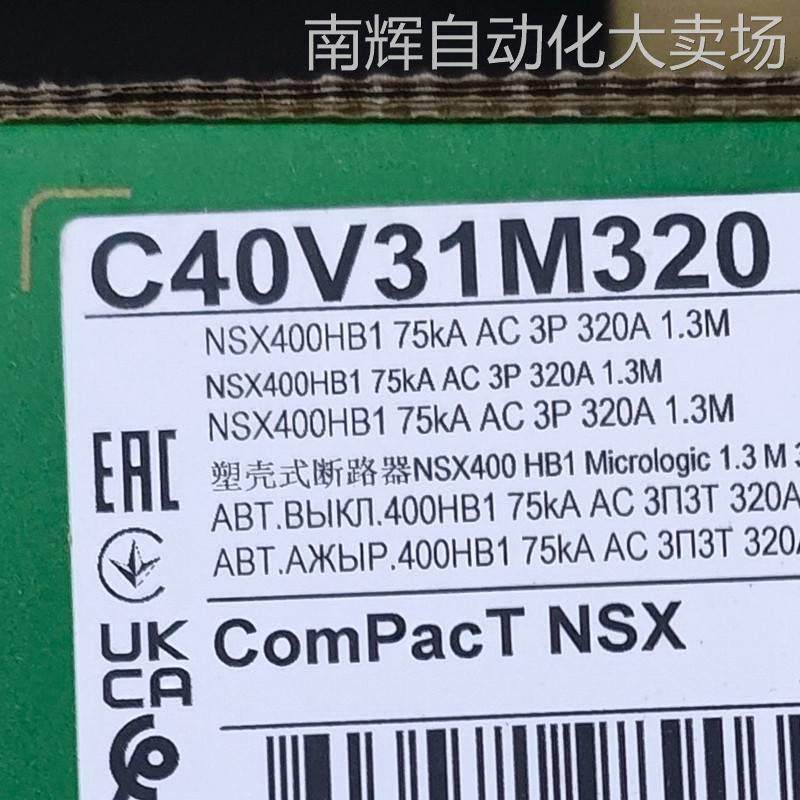 南辉自动化大卖场
C40V31M320
NSX400HB1 75kA AC 3P 320A 1.3M
NSX400HB1 75kA AC 3P 320A 1.3M
NSX400HB1 75kA AC 3P 320A 1.3M
塑壳式断路器NSX400 HB1 Micrologic 1.3 M 3
АВТ.ВЫКЛ.400HB1 75kA AC 3П3Т 320A
АВТ.АЖЫР.400HB1 75kA AC 3П3Т 320A
EAC
UK
CA
ComPacT NSX